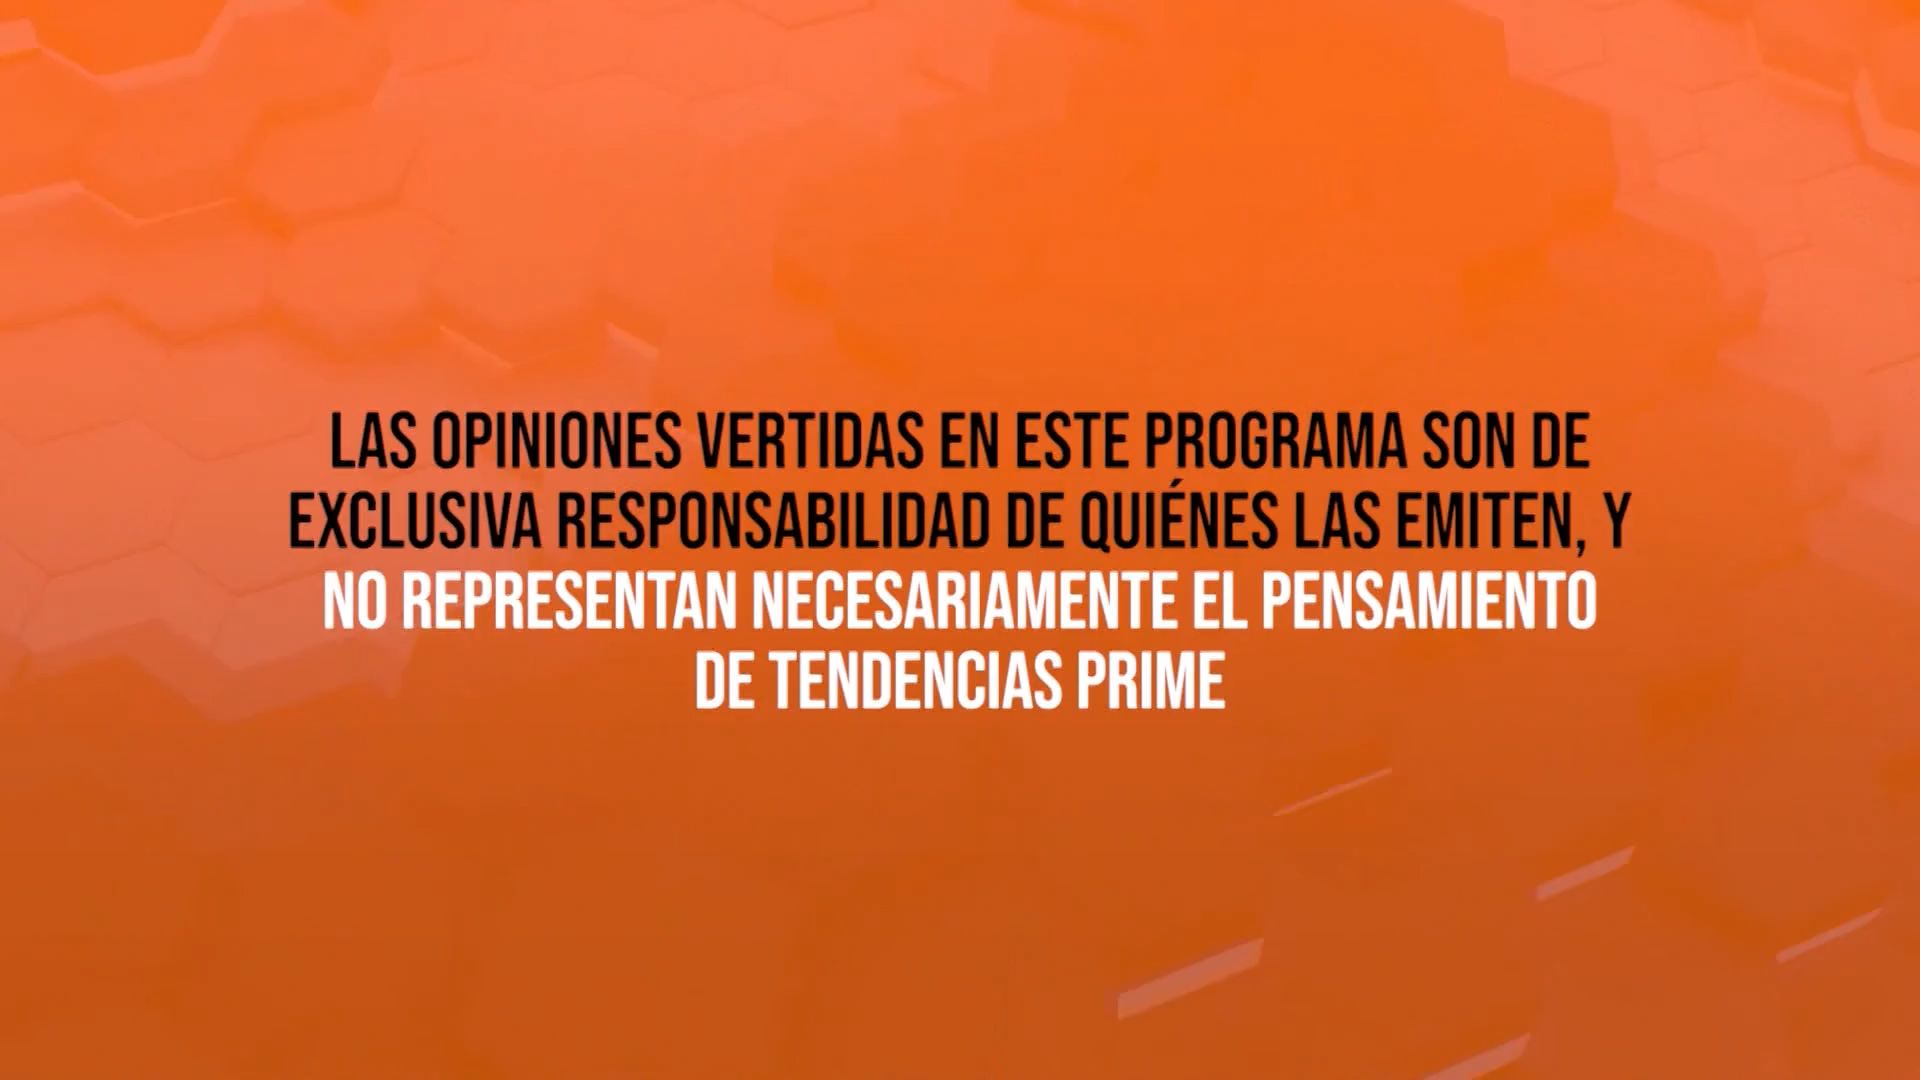 LAS OPINIONES VERTIDAS EN ESTE PROGRAMA SON DE
EXCLUSIVA RESPONSABILIDAD DE QUIÉNES LAS EMITEN, Y
NO REPRESENTAN NECESARIAMENTE EL PENSAMIENTO
DE TENDENCIAS PRIME